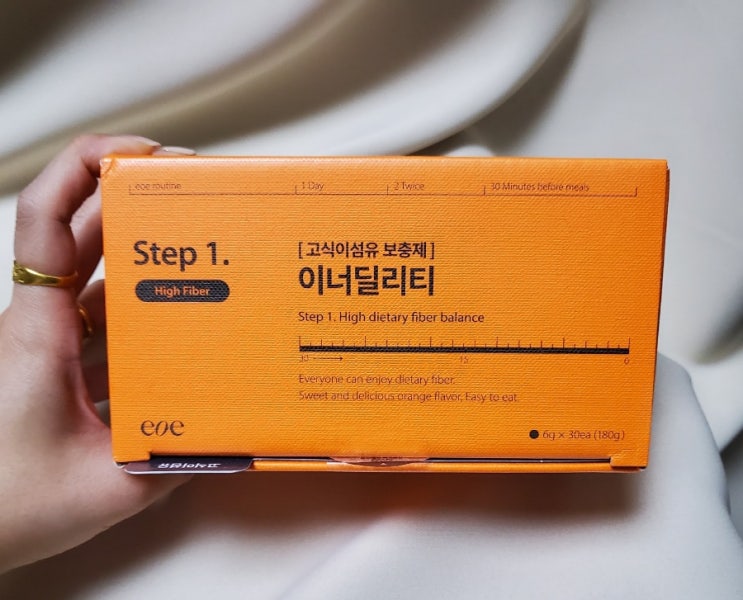 eoe routine
1 Day
2 Twice
30 Minutes before meals
Step 1.
High Fiber
[ 고식이섬유 보충제 ]
이너딜리티
Step 1. High dietary fiber balance
30
15
0
Everyone can enjoy dietary fiber.
Sweet and delicious orange flavor, Easy to eat.
eoe
6g × 30ea (180g)